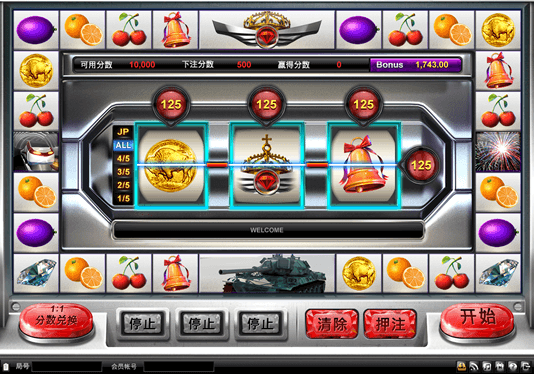 可用分数 10,000 下注分数 500 赢得分数 0 Bonus 1,743.00
125 125 125
JP
ALL
4/5
3/5
2/5
1/5
125
WELCOME
1:1
分数兑换
停止 停止 停止 清除 押注 开始
局号 会员帐号